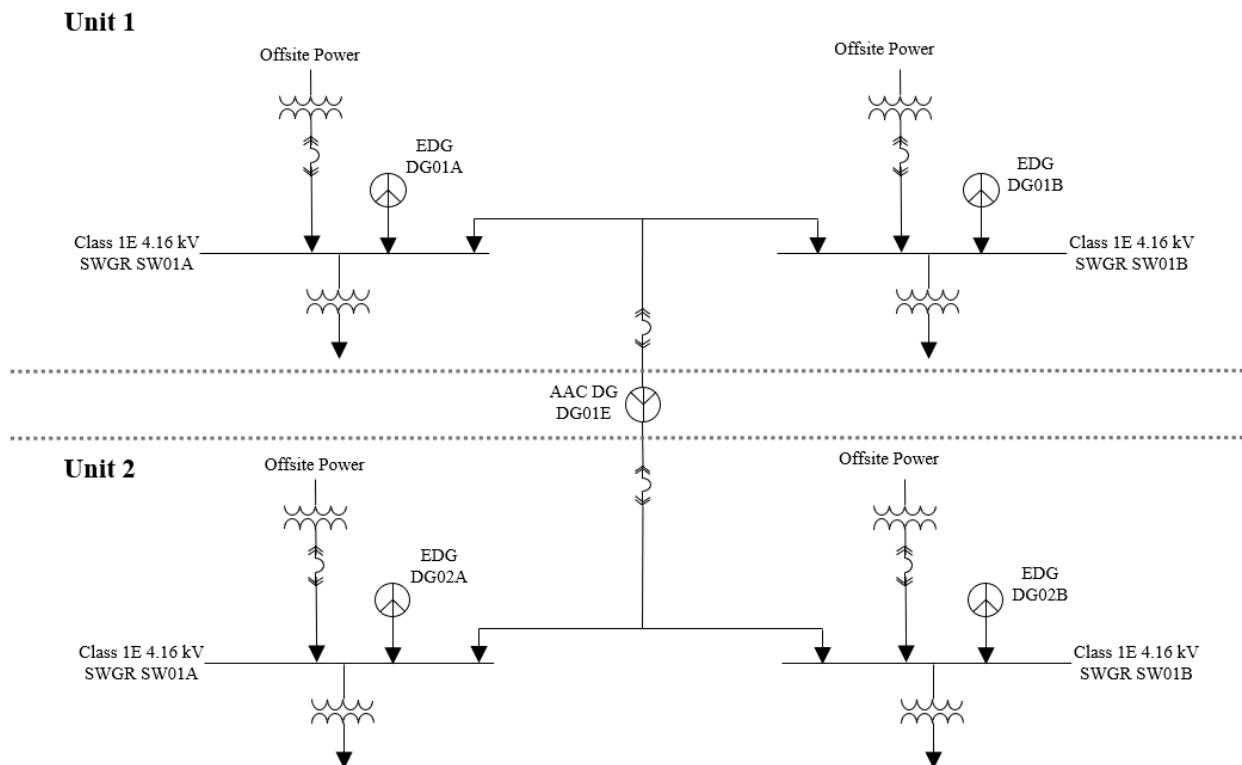 Unit 1
Offsite Power
Offsite Power
EDG
DG01A
EDG
DG01B
Class 1E 4.16 kV
SWGR SW01A
Class 1E 4.16 kV
SWGR SW01B
AAC DG
DG01E
Unit 2
Offsite Power
Offsite Power
EDG
DG02A
EDG
DG02B
Class 1E 4.16 kV
SWGR SW01A
Class 1E 4.16 kV
SWGR SW01B